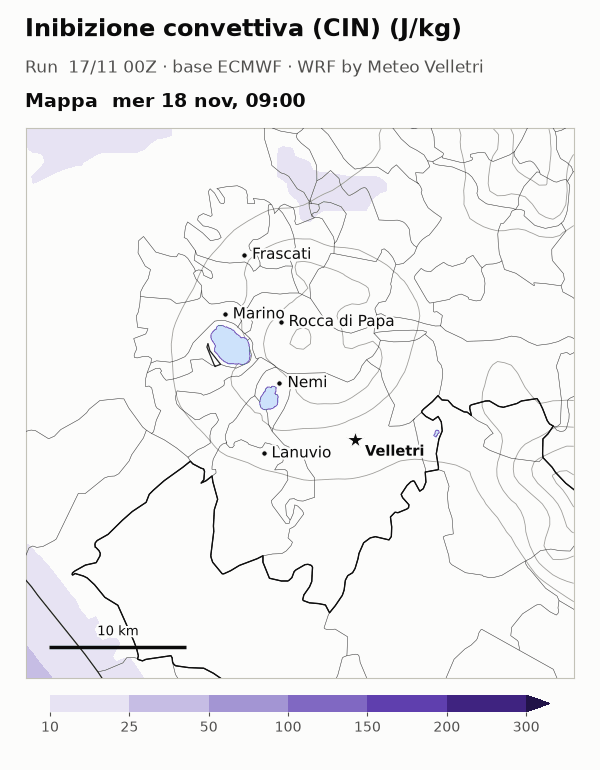 Inibizione convettiva (CIN) (J/kg)
Run  17/11 00Z · base ECMWF · WRF by Meteo Velletri
Mappa  mer 18 nov, 09:00
Frascati
Marino
Rocca di Papa
Nemi
Velletri
Lanuvio
10 km
10 25 50 100 150 200 300